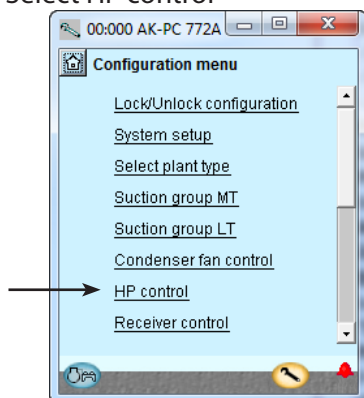 Select HP control
00:000 AK-PC 772A
Configuration menu
Lock/Unlock configuration
System setup
Select plant type
Suction group MT
Suction group LT
Condenser fan control
HP control
Receiver control